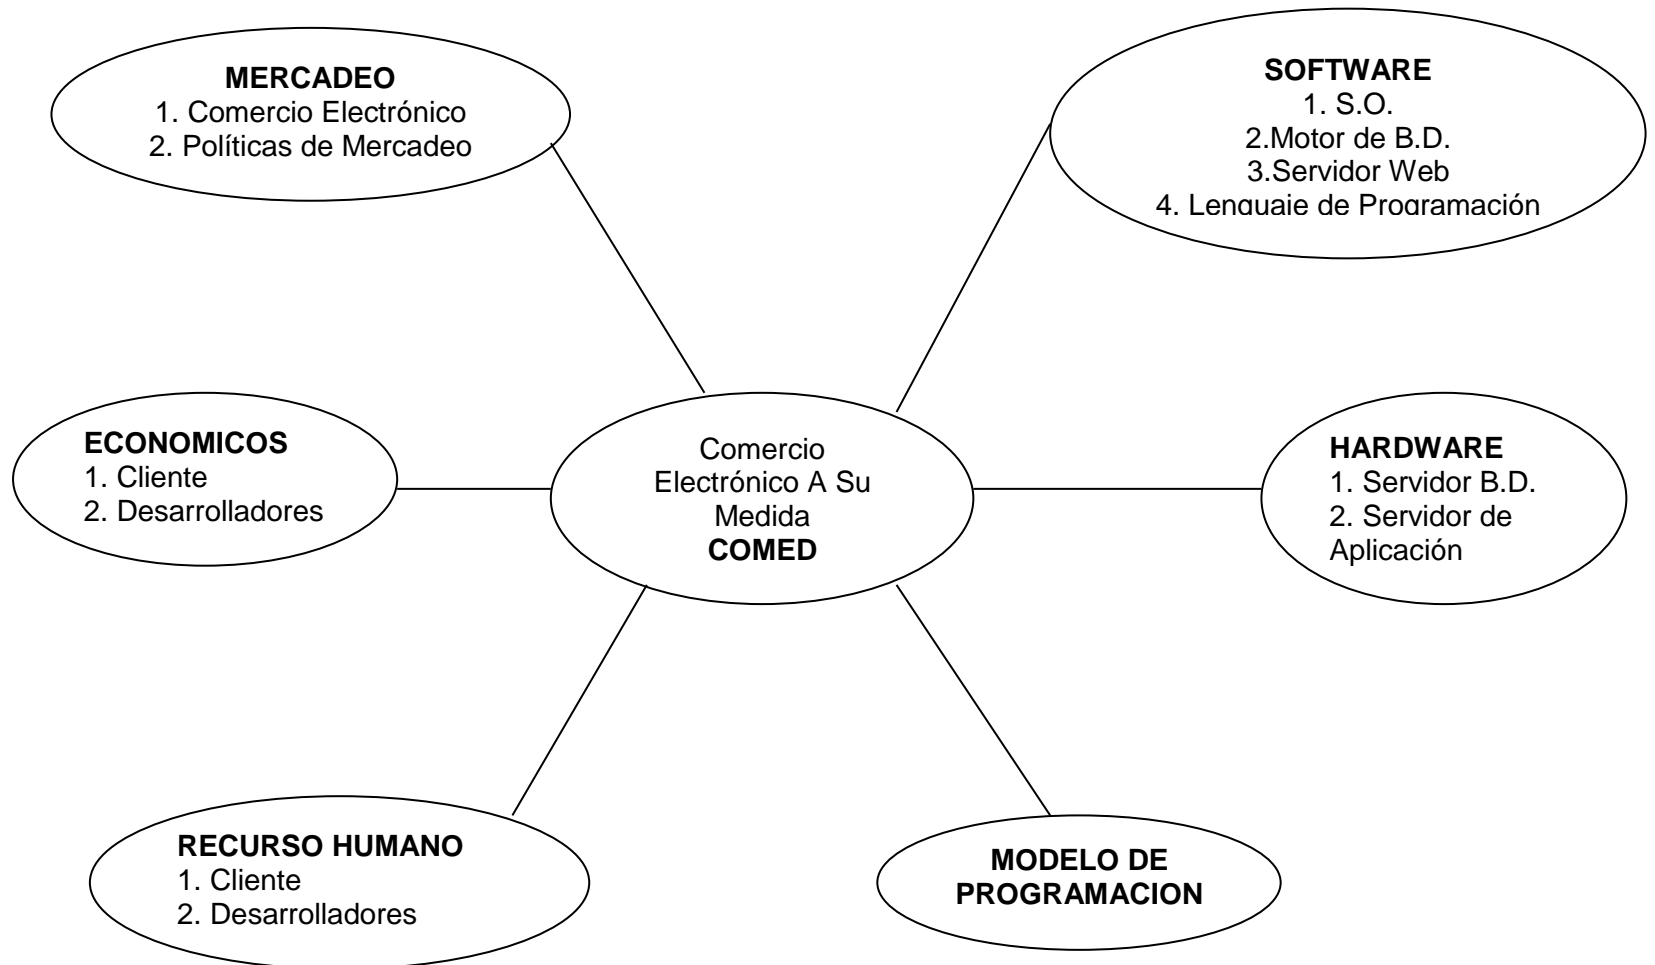 MERCADEO
1. Comercio Electrónico
2. Políticas de Mercadeo
SOFTWARE
1. S.O.
2.Motor de B.D.
3.Servidor Web
4. Lenguaje de Programación
ECONOMICOS
1. Cliente
2. Desarrolladores
Comercio
Electrónico A Su
Medida
COMED
HARDWARE
1. Servidor B.D.
2. Servidor de
Aplicación
RECURSO HUMANO
1. Cliente
2. Desarrolladores
MODELO DE
PROGRAMACION